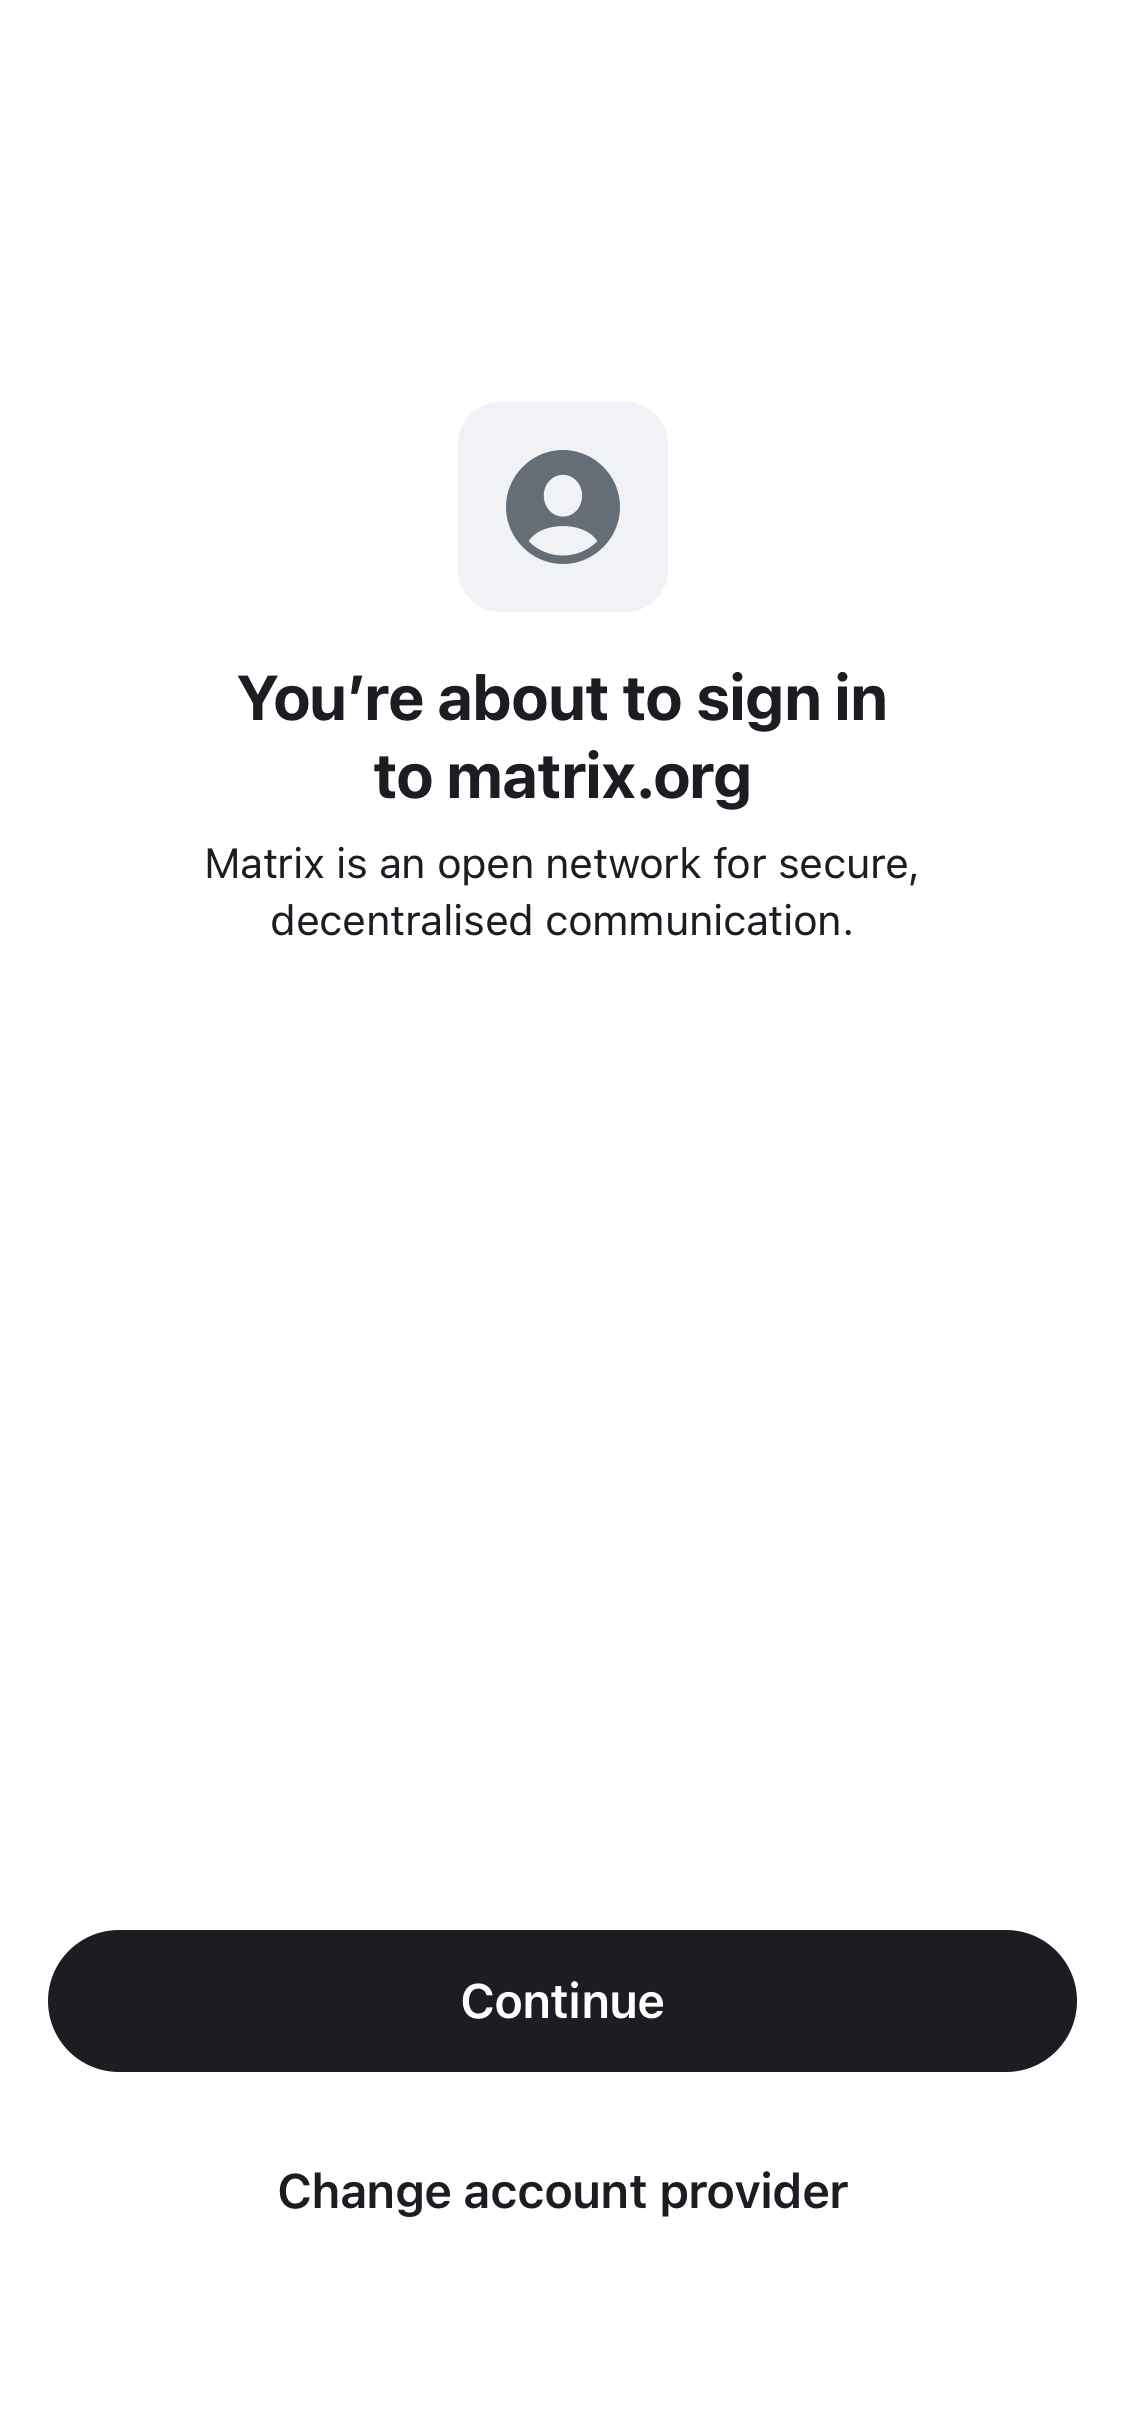 You’re about to sign in
to matrix.org
Matrix is an open network for secure,
decentralised communication.
Continue
Change account provider